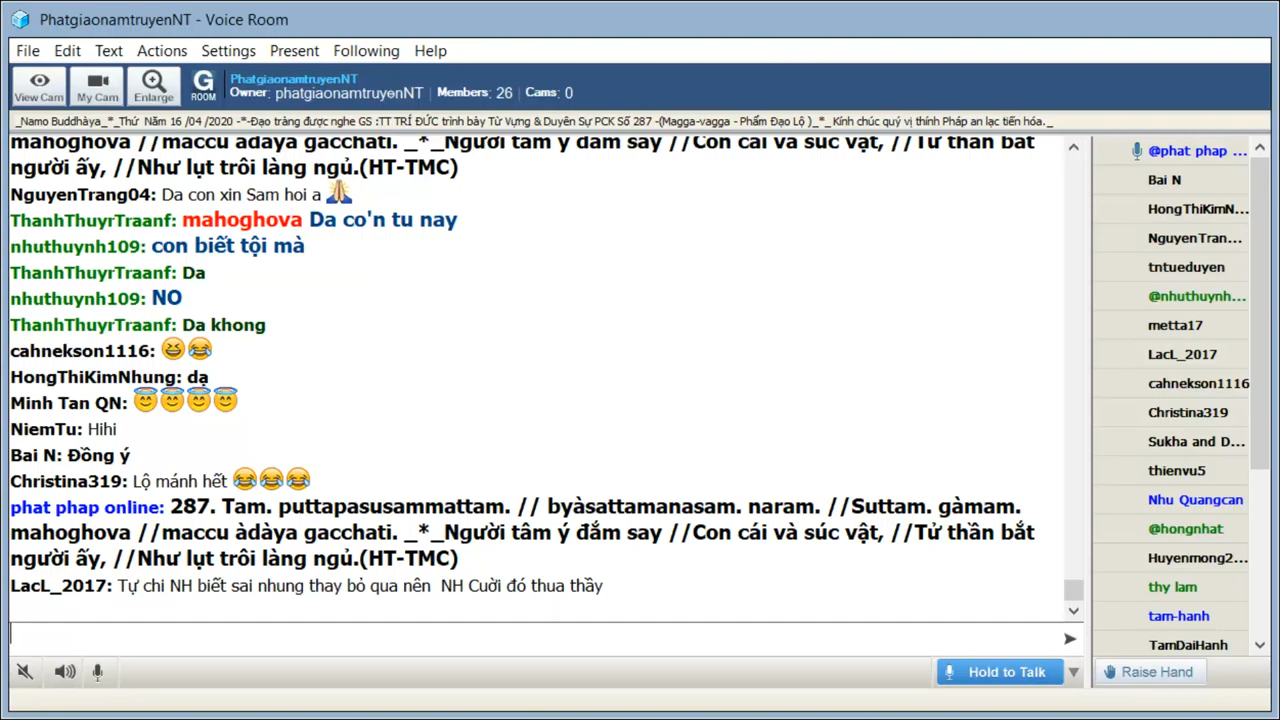 PhatgiaonamtruyenNT - Voice Room
File Edit Text Actions Settings Present Following Help
View Cam My Cam Enlarge G ROOM
PhatgiaonamtruyenNT
Owner: phatgiaonamtruyenNT Members: 26 Cams: 0
_Namo Buddhàya_*_Thứ Năm 16 /04 /2020 -*-Đạo tràng được nghe GS :TT TRÍ ĐỨC trình bày Từ Vựng & Duyên Sự PCK Số 287 -(Magga-vagga - Phẩm Đạo Lộ )_*_ Kính chúc quý vị thính Pháp an lạc tiến hóa._
mahoghova //maccu àdàya gacchati. _*_Người tâm ý đắm say //Con cái và súc vật, //Tử thần bắt
người ấy, //Như lụt trôi làng ngủ.(HT-TMC)
NguyenTrang04: Da con xin Sam hoi a
ThanhThuyrTraanf: mahoghova Da co'n tu nay
nhuthuynh109: con biết tội mà
ThanhThuyrTraanf: Da
nhuthuynh109: NO
ThanhThuyrTraanf: Da khong
cahnekson1116:
HongThiKimNhung: dạ
Minh Tan QN:
NiemTu: Hihi
Bai N: Đồng ý
Christina319: Lộ mánh hết
phat phap online: 287. Tam. puttapasusammattam. // byàsattamanasam. naram. //Suttam. gàmam.
mahoghova //maccu àdàya gacchati. _*_Người tâm ý đắm say //Con cái và súc vật, //Tử thần bắt
người ấy, //Như lụt trôi làng ngủ.(HT-TMC)
LacL_2017: Tự chi NH biết sai nhung thay bỏ qua nên NH Cuời đó thua thầy
@phat phap ...
Bai N
HongThiKimN...
NguyenTran...
tntueduyen
@nhuthuynh...
metta17
LacL_2017
cahnekson1116
Christina319
Sukha and D...
thienvu5
Nhu Quangcan
@hongnhat
Huyenmong2...
thy lam
tam-hanh
TamDaiHanh
Hold to Talk
Raise Hand